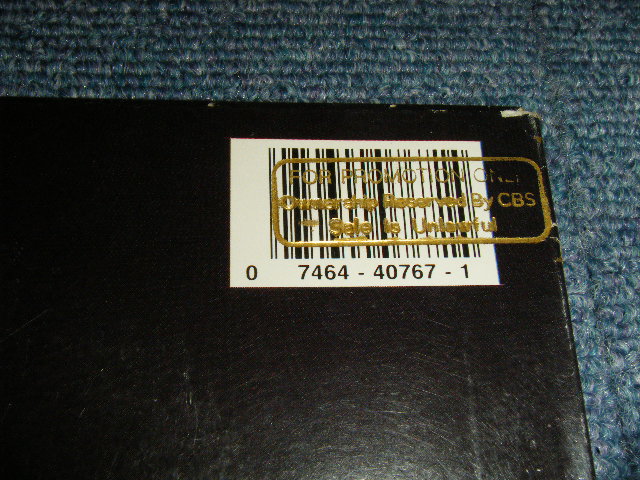 FOR PROMOTION ONLY
Ownership Reserved By CBS
Sale Is Unlawful
0 7464 - 40767 - 1